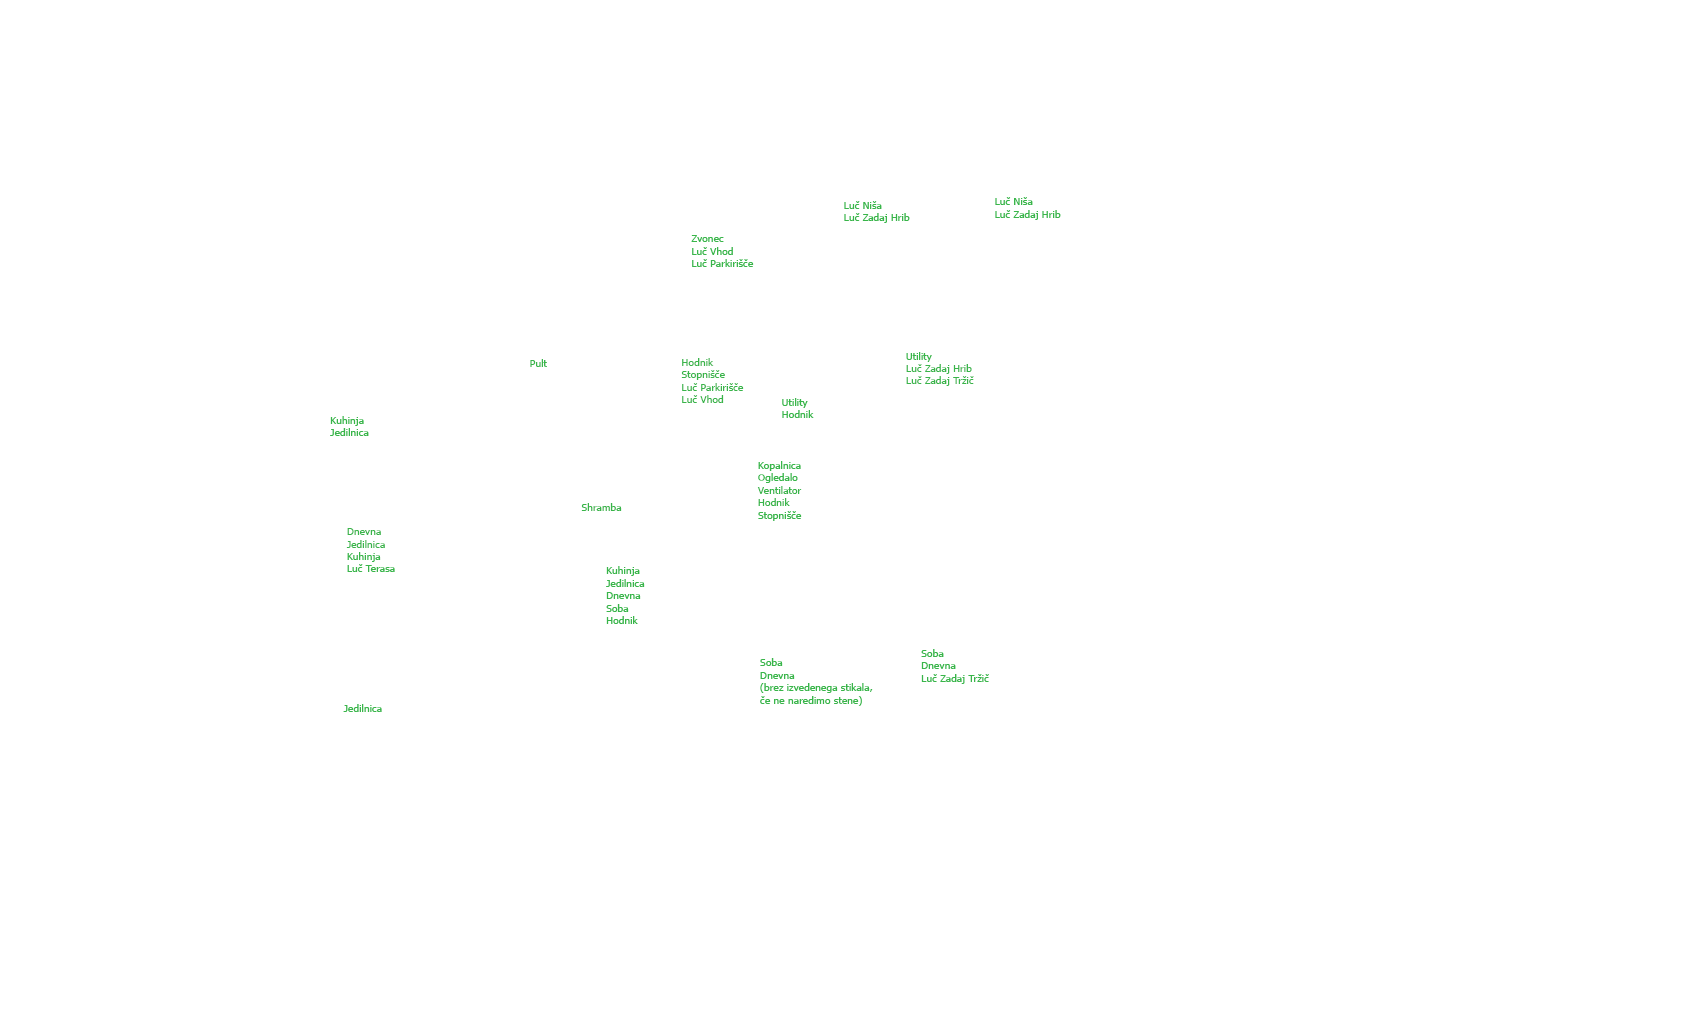 Luč Niša
Luč Zadaj Hrib
Luč Niša
Luč Zadaj Hrib
Zvonec
Luč Vhod
Luč Parkirišče
Pult
Hodnik
Stopnišče
Luč Parkirišče
Luč Vhod
Utility
Luč Zadaj Hrib
Luč Zadaj Tržič
Utility
Hodnik
Kuhinja
Jedilnica
Kopalnica
Ogledalo
Ventilator
Hodnik
Stopnišče
Shramba
Dnevna
Jedilnica
Kuhinja
Luč Terasa
Kuhinja
Jedilnica
Dnevna
Soba
Hodnik
Soba
Dnevna
(brez izvedenega stikala,
če ne naredimo stene)
Soba
Dnevna
Luč Zadaj Tržič
Jedilnica